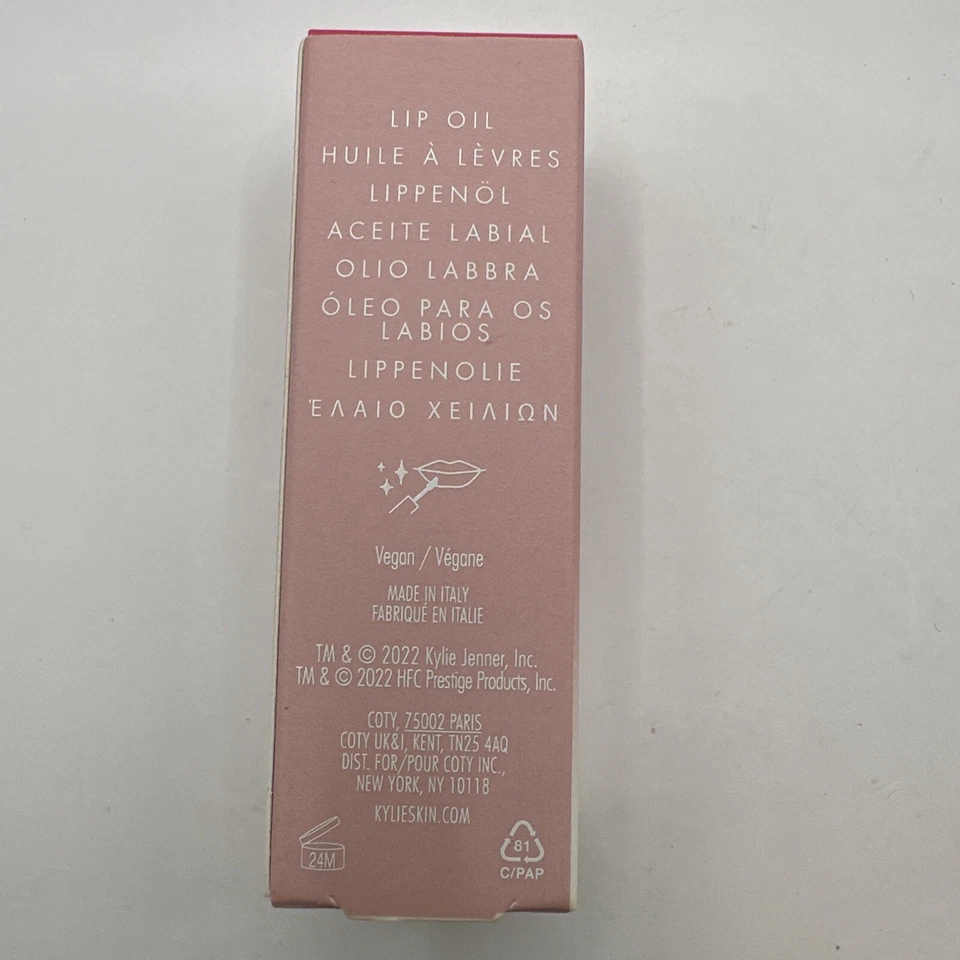 LIP OIL
HUILE À LÈVRES
LIPPENÖL
ACEITE LABIAL
OLIO LABBRA
ÓLEO PARA OS
LABIOS
LIPPENOLIE
ΈΛΑΙΟ ΧΕΙΛΙΩΝ
Vegan / Végane
MADE IN ITALY
FABRIQUÉ EN ITALIE
TM & © 2022 Kylie Jenner, Inc.
TM & © 2022 HFC Prestige Products, Inc.
COTY, 75002 PARIS
COTY UK&I, KENT, TN25 4AQ
DIST. FOR/POUR COTY INC.,
NEW YORK, NY 10118
KYLIESKIN.COM
24M
81
C/PAP